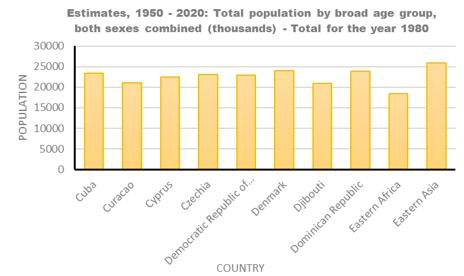 Estimates, 1950 - 2020: Total population by broad age group,
both sexes combined (thousands) - Total for the year 1980
30000
25000
20000
15000
10000
5000
0
POPULATION
Cuba
Curacao
Cyprus
Czechia
Democratic Republic of...
Denmark
Djibouti
Dominican Republic
Eastern Africa
Eastern Asia
COUNTRY